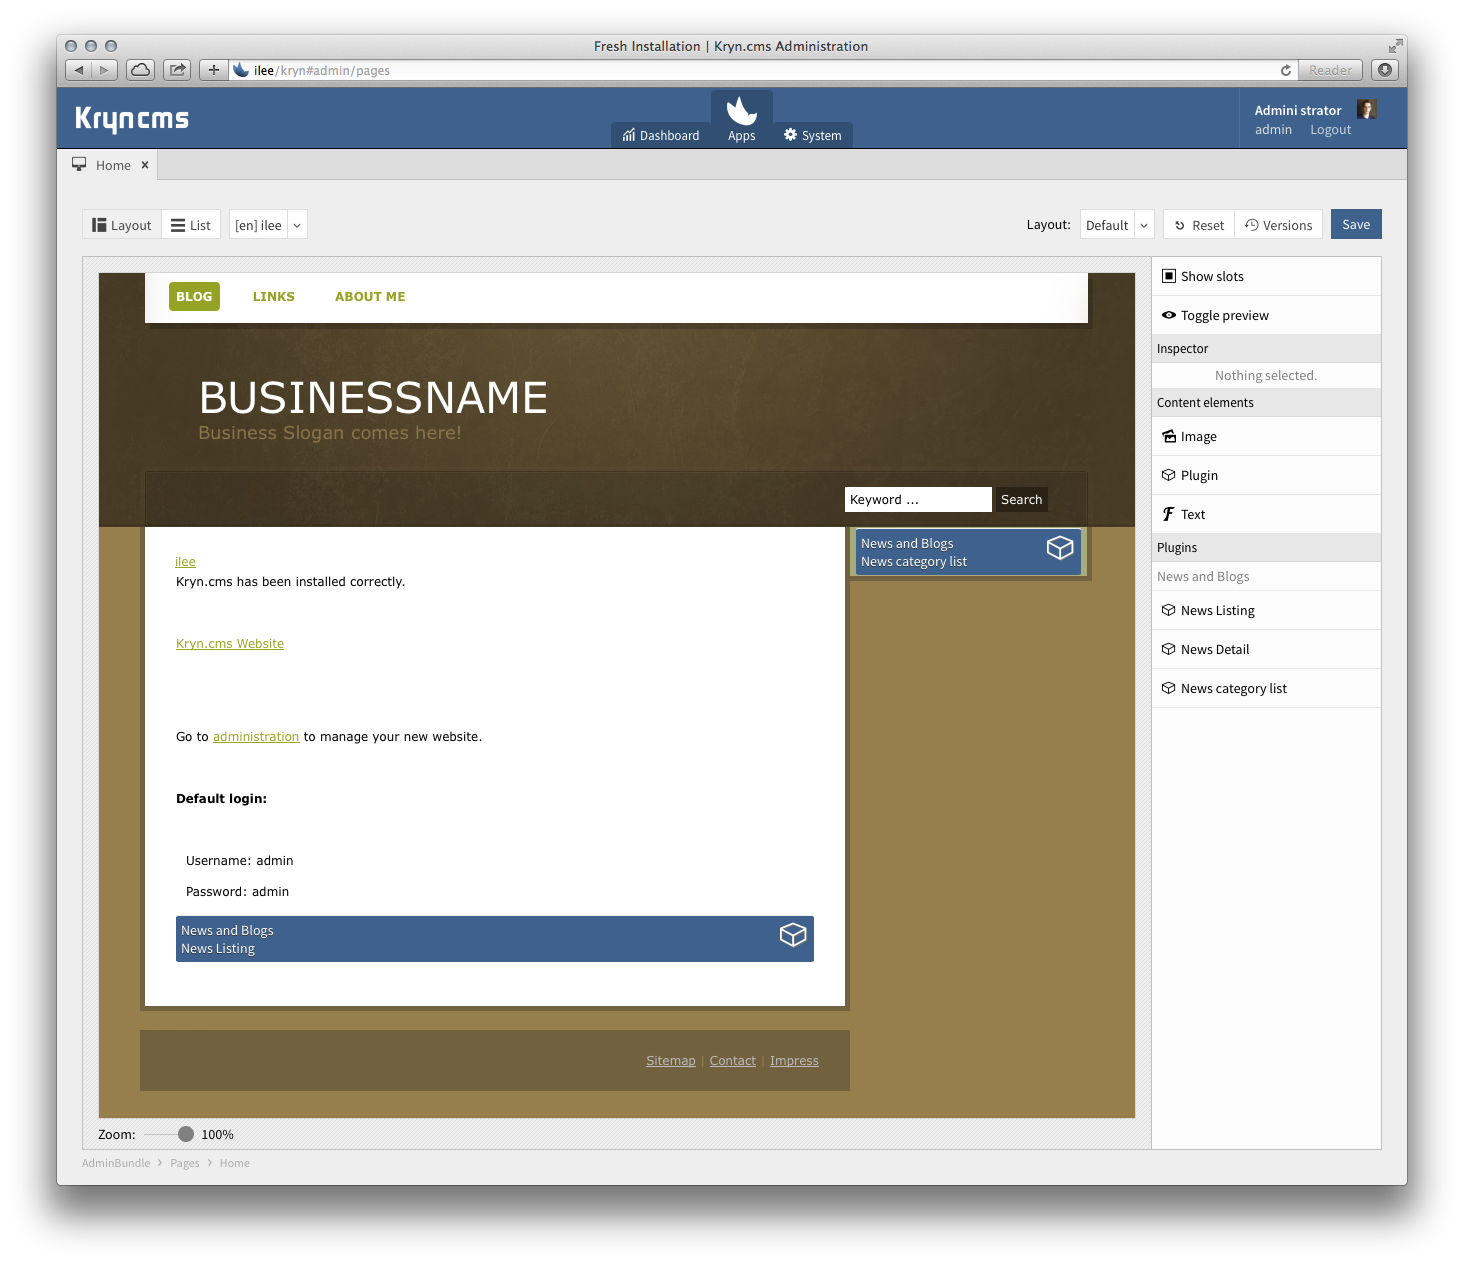 Fresh Installation | Kryn.cms Administration
ilee/kryn#admin/pages
Reader
Kryncms
Dashboard
Apps
System
Admini strator
admin Logout
Home ×
Layout
List
[en] ilee
Layout:
Default
Reset
Versions
Save
BLOG
LINKS
ABOUT ME
BUSINESSNAME
Business Slogan comes here!
Keyword ...
Search
ilee
Kryn.cms has been installed correctly.
Kryn.cms Website
Go to administration to manage your new website.
Default login:
Username: admin
Password: admin
News and Blogs
News Listing
News and Blogs
News category list
Sitemap | Contact | Impress
Zoom: 100%
Show slots
Toggle preview
Inspector
Nothing selected.
Content elements
Image
Plugin
Text
Plugins
News and Blogs
News Listing
News Detail
News category list
AdminBundle > Pages > Home